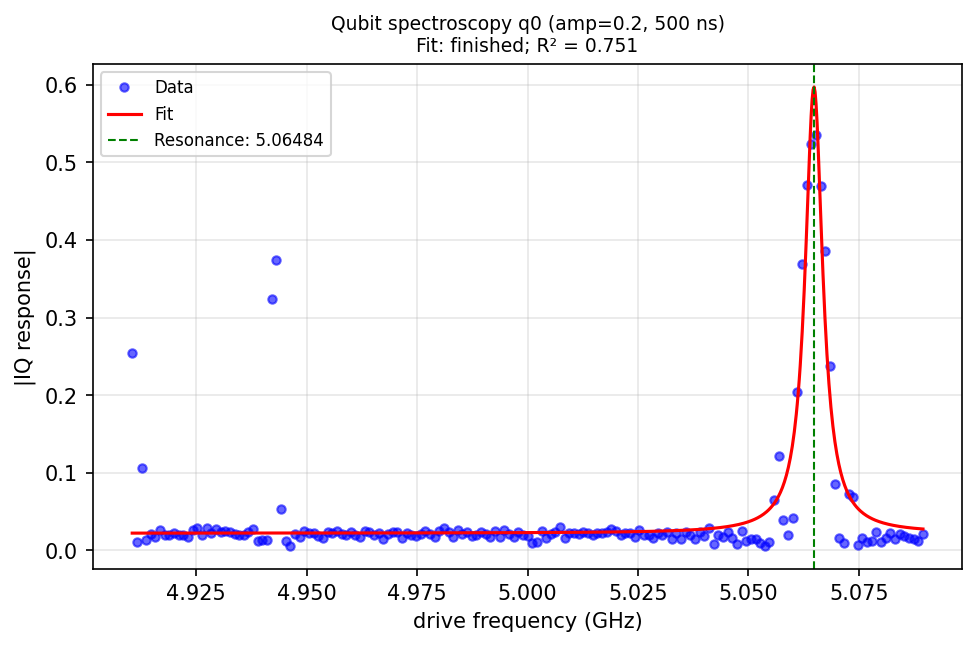 Qubit spectroscopy q0 (amp=0.2, 500 ns)
Fit: finished; R² = 0.751
Data
Fit
Resonance: 5.06484
|IQ response|
0.6
0.5
0.4
0.3
0.2
0.1
0.0
4.925 4.950 4.975 5.000 5.025 5.050 5.075
drive frequency (GHz)